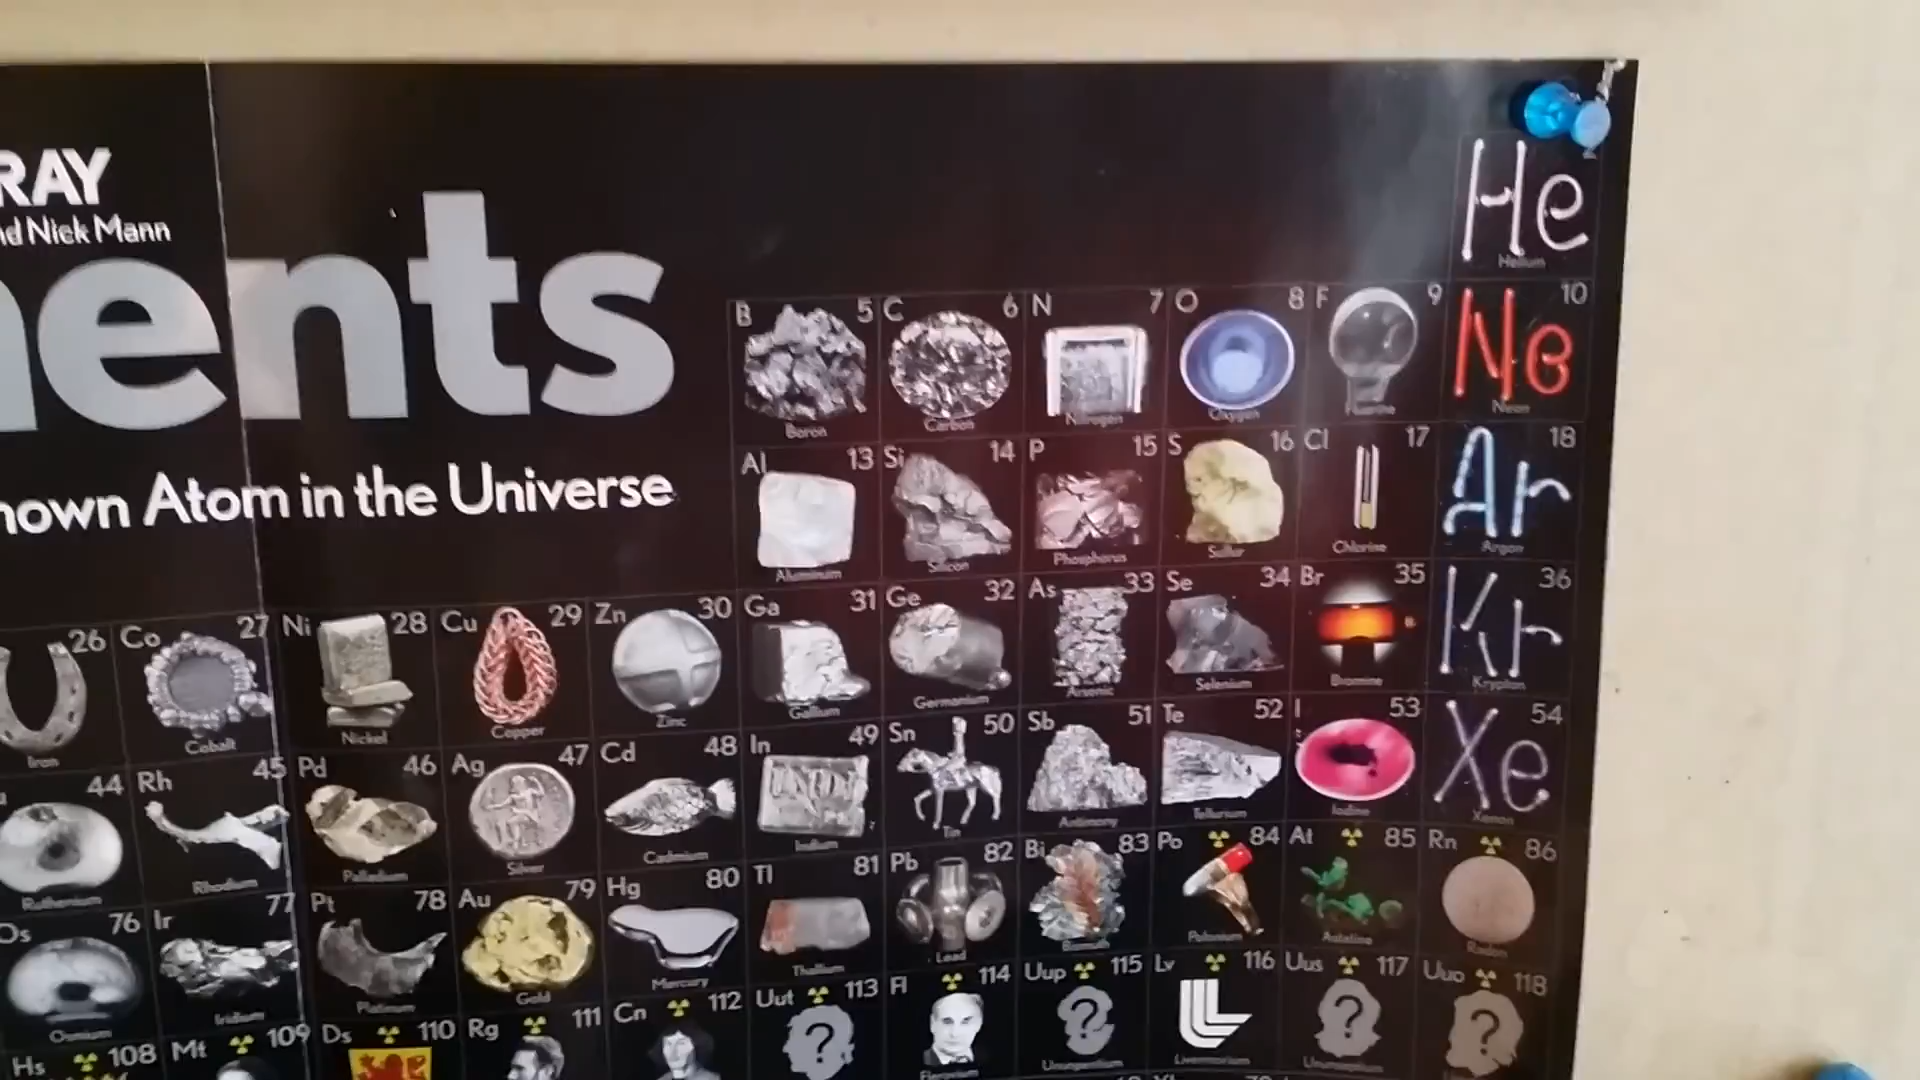 RAY
nd Nick Mann
ents
nown Atom in the Universe
He
Helium
B 5 C 6 N 7 O 8 F 9 Ne 10
Boron Carbon Nitrogen Oxygen Fluorine Neon
Al 13 Si 14 P 15 S 16 Cl 17 Ar 18
Aluminum Silicon Phosphorus Sulfur Chlorine Argon
26 Co 27 Ni 28 Cu 29 Zn 30 Ga 31 Ge 32 As 33 Se 34 Br 35 Kr 36
Iron Cobalt Nickel Copper Zinc Gallium Germanium Arsenic Selenium Bromine Krypton
44 Rh 45 Pd 46 Ag 47 Cd 48 In 49 Sn 50 Sb 51 Te 52 I 53 Xe 54
Ruthenium Rhodium Palladium Silver Cadmium Indium Tin Antimony Tellurium Iodine Xenon
Os 76 Ir 77 Pt 78 Au 79 Hg 80 Tl 81 Pb 82 Bi 83 Po 84 At 85 Rn 86
Osmium Iridium Platinum Gold Mercury Thallium Lead Bismuth Polonium Astatine Radon
Hs 108 Mt 109 Ds 110 Rg 111 Cn 112 Uut 113 Fl 114 Uup 115 Lv 116 Uus 117 Uuo 118
Flerovium Ununpentium Livermorium Ununseptium